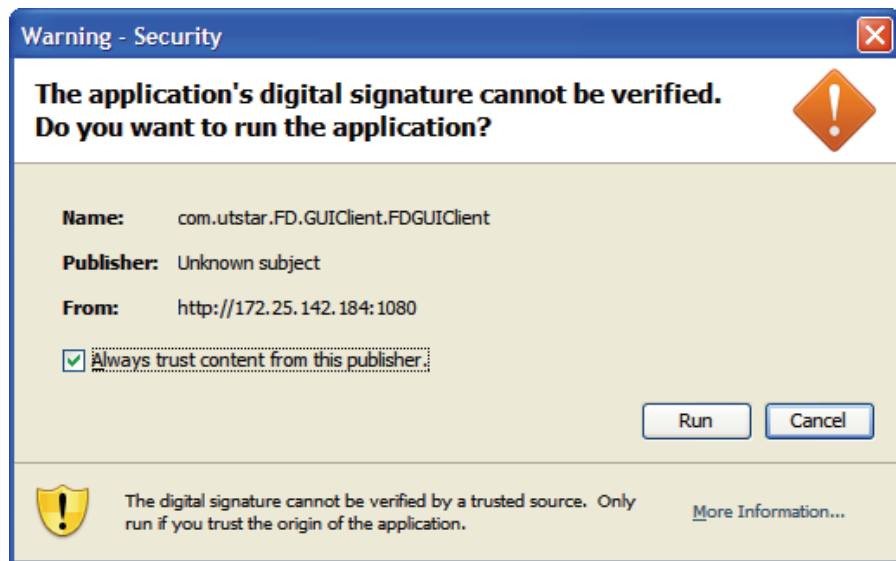 Warning - Security
The application's digital signature cannot be verified.
Do you want to run the application?
Name: com.utstar.FD.GUIClient.FDGUIClient
Publisher: Unknown subject
From: http://172.25.142.184:1080
Always trust content from this publisher.
Run Cancel
The digital signature cannot be verified by a trusted source. Only
run if you trust the origin of the application.
More Information...